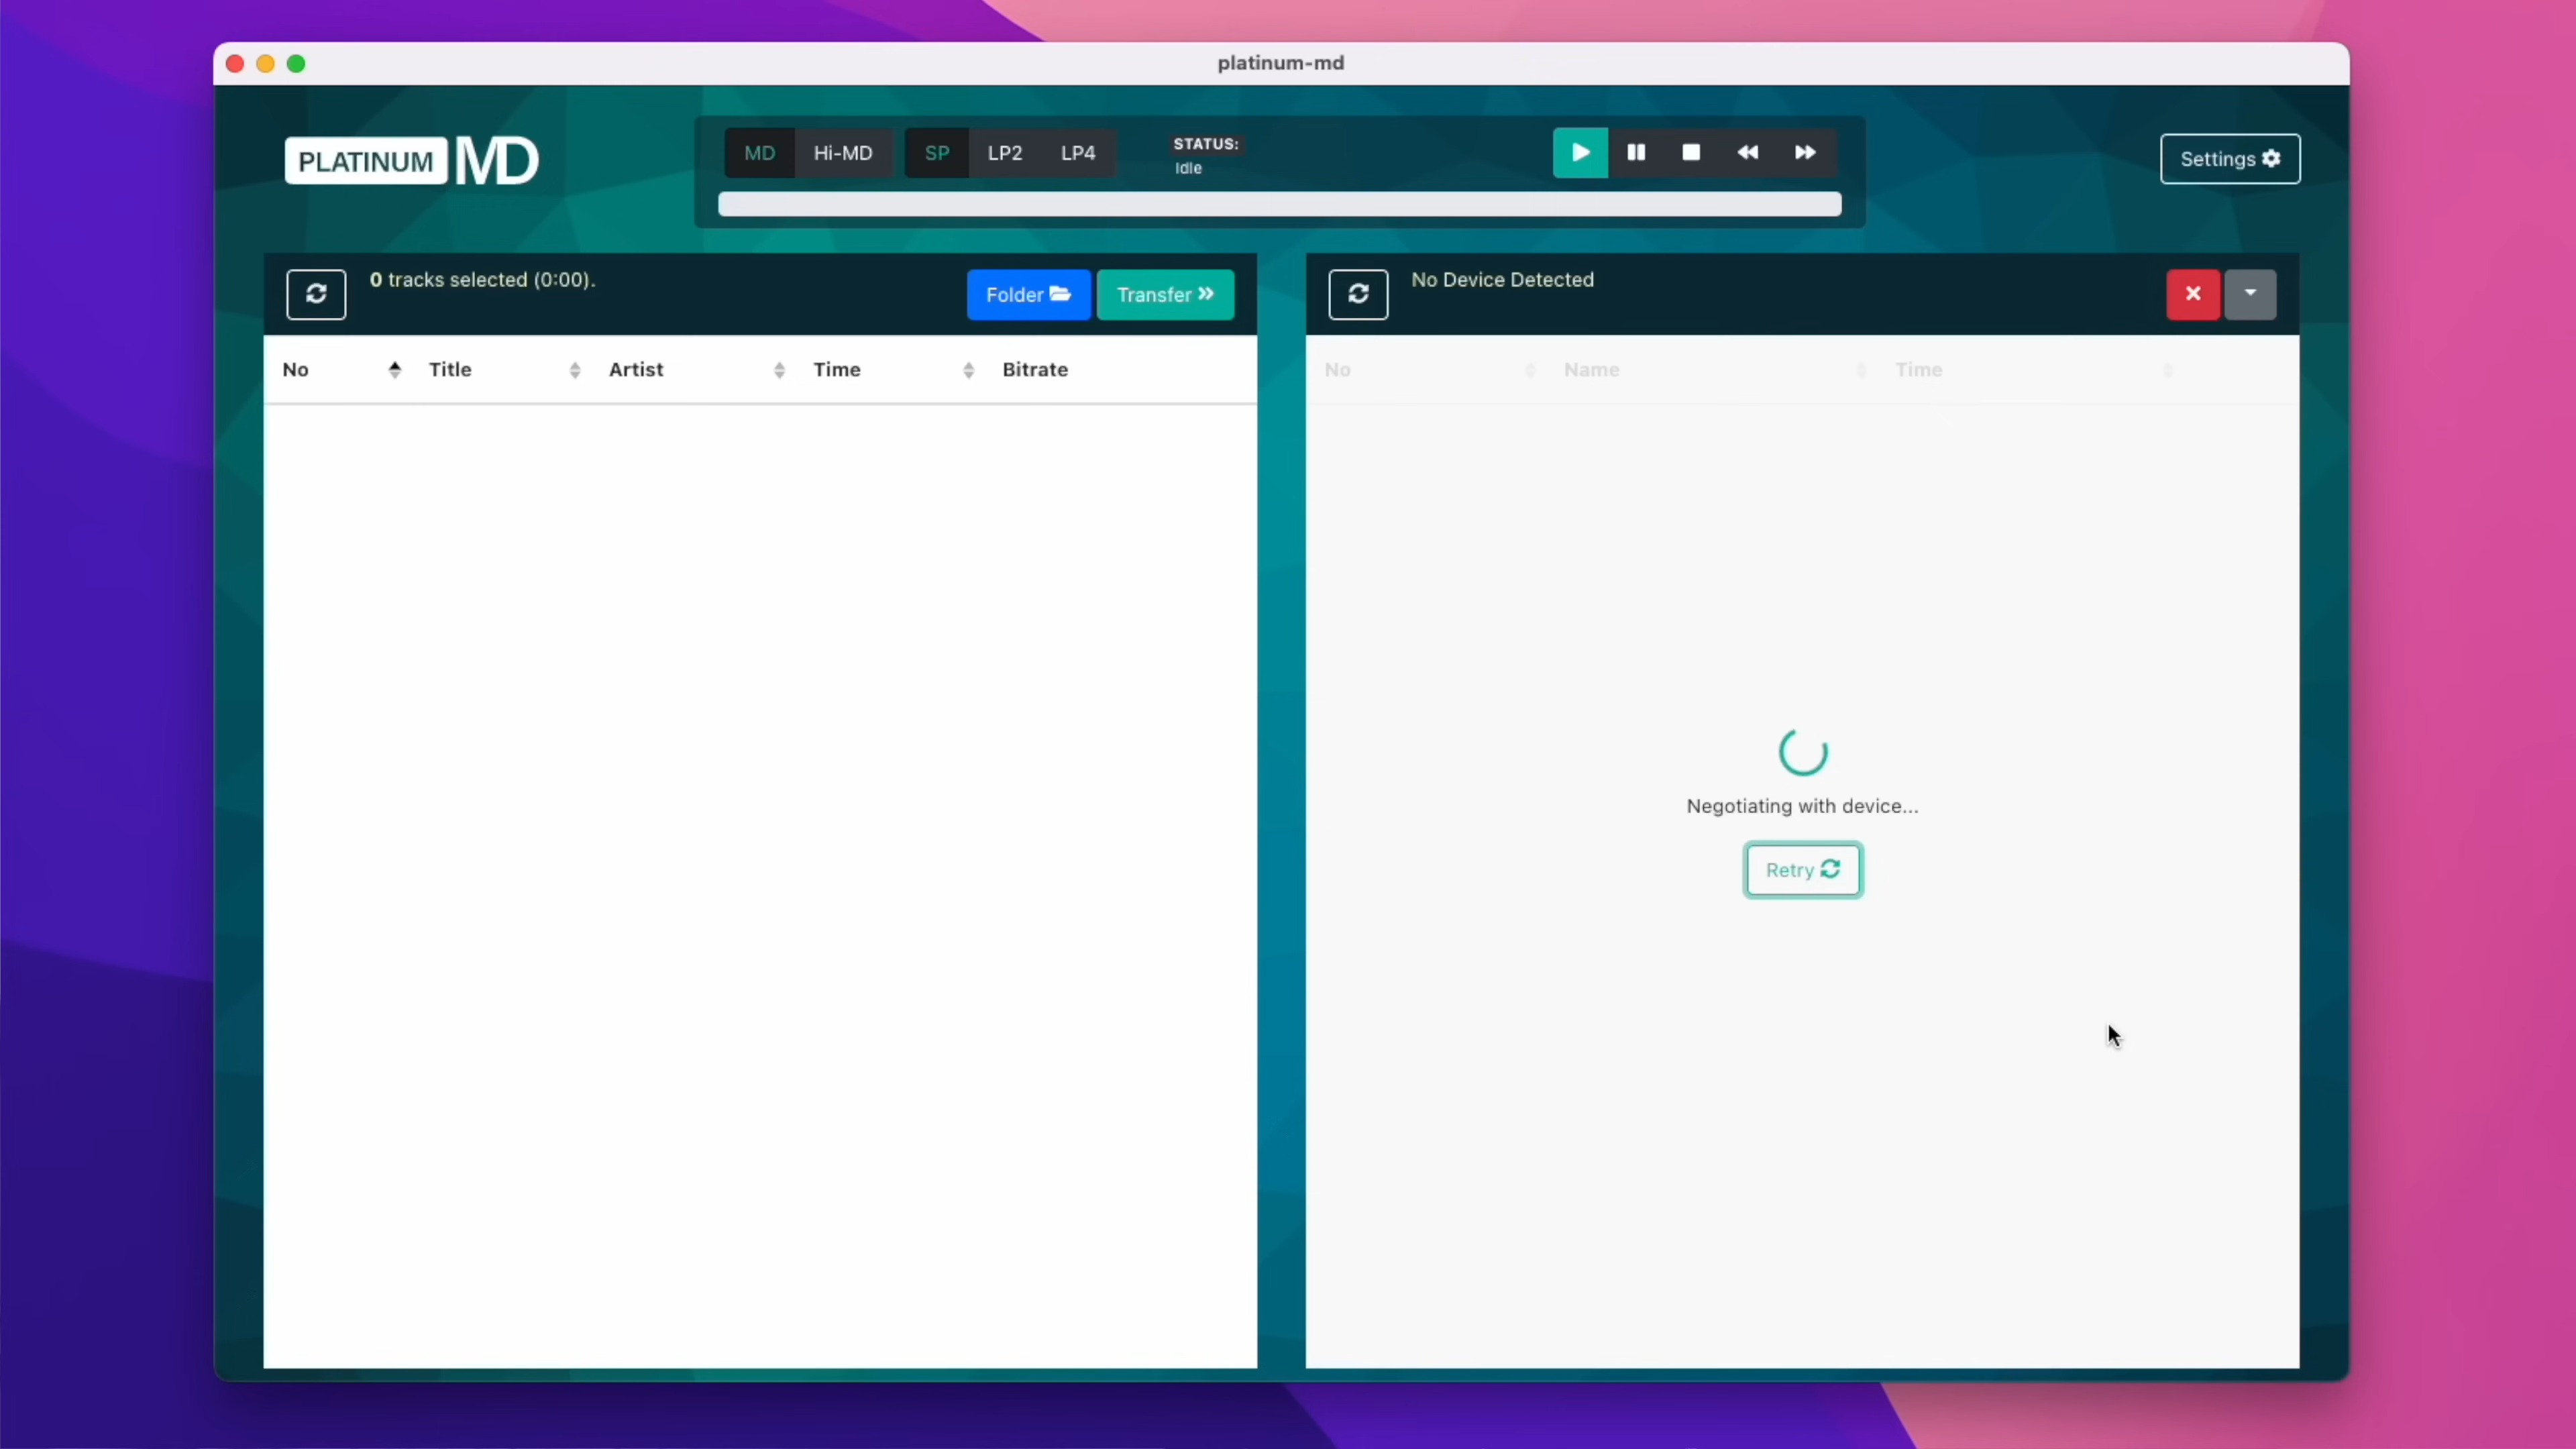 platinum-md
PLATINUM MD
MD Hi-MD SP LP2 LP4
STATUS:
Idle
Settings
0 tracks selected (0:00).
Folder Transfer
No Title Artist Time Bitrate
No Device Detected
No Name Time
Negotiating with device...
Retry